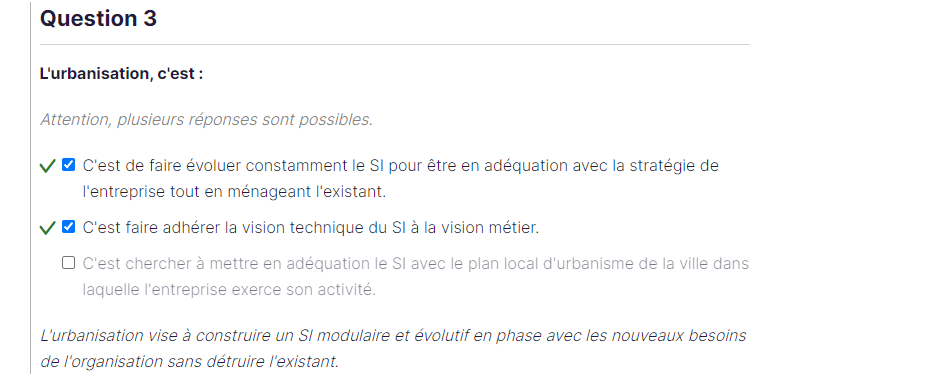 Question 3
L'urbanisation, c'est :
Attention, plusieurs réponses sont possibles.
C'est de faire évoluer constamment le SI pour être en adéquation avec la stratégie de
l'entreprise tout en ménageant l'existant.
C'est faire adhérer la vision technique du SI à la vision métier.
C'est chercher à mettre en adéquation le SI avec le plan local d'urbanisme de la ville dans
laquelle l'entreprise exerce son activité.
L'urbanisation vise à construire un SI modulaire et évolutif en phase avec les nouveaux besoins
de l'organisation sans détruire l'existant.